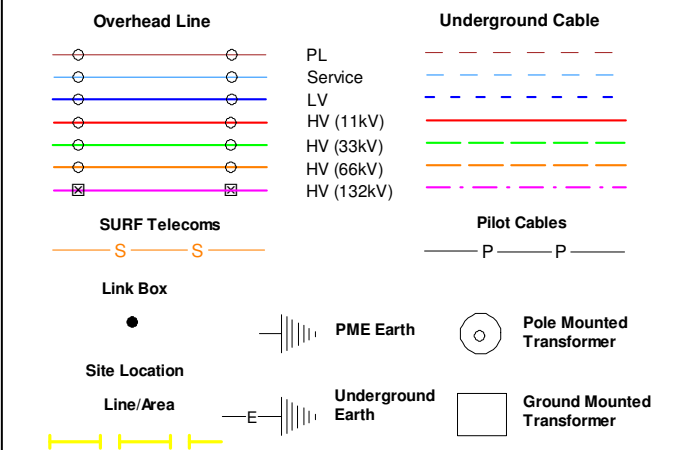 Overhead Line
Underground Cable
PL
Service
LV
HV (11kV)
HV (33kV)
HV (66kV)
HV (132kV)
SURF Telecoms
S S
Pilot Cables
P P
Link Box
PME Earth
Pole Mounted
Transformer
Site Location
Line/Area
E
Underground
Earth
Ground Mounted
Transformer